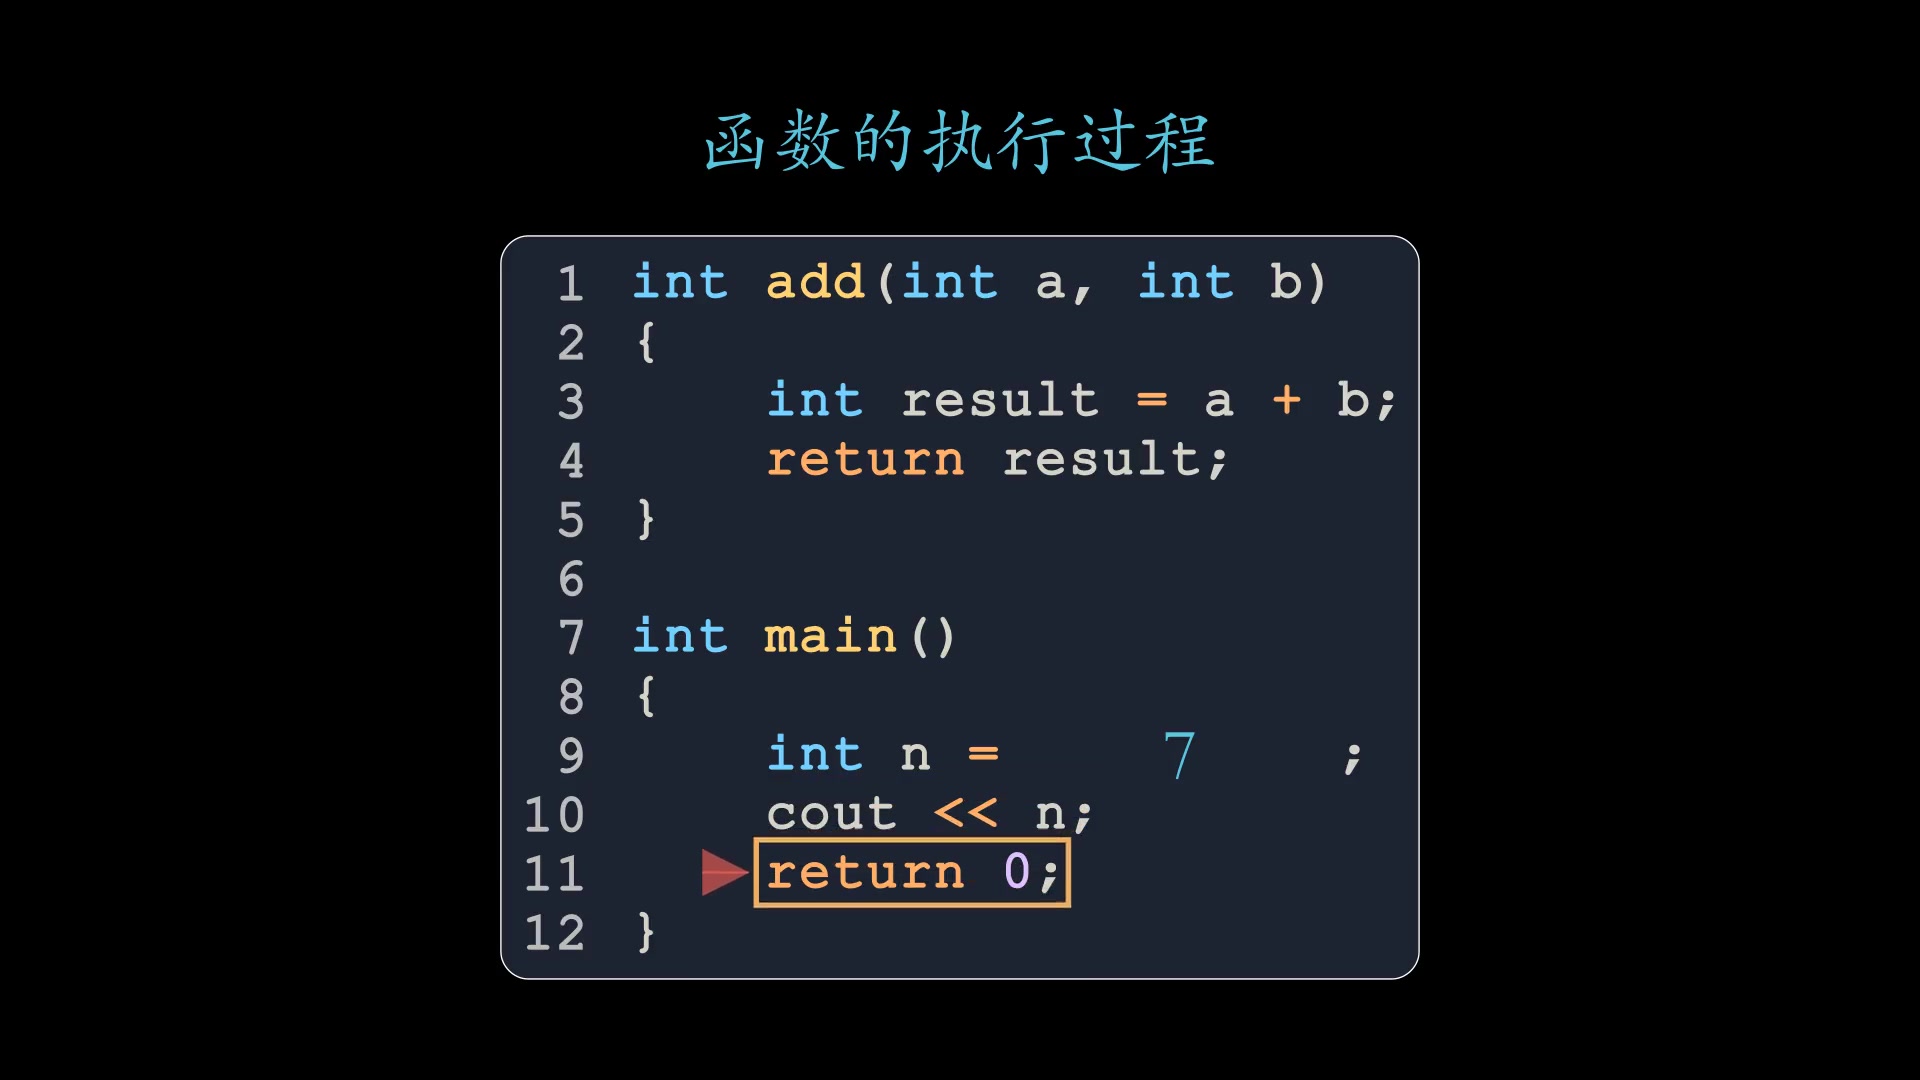 函数的执行过程
1 int add(int a, int b)
2 {
3     int result = a + b;
4     return result;
5 }
6
7 int main()
8 {
9     int n =     7    ;
10     cout << n;
11     return 0;
12 }